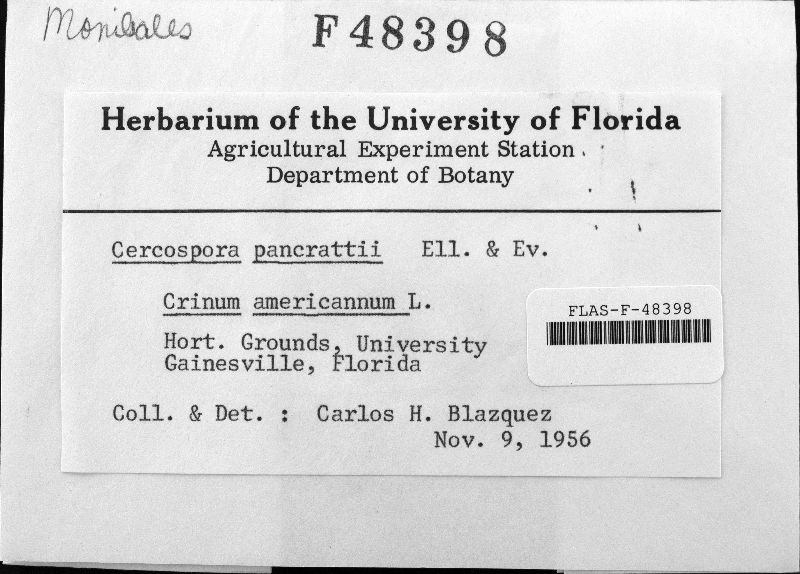 Moniliales
F48398
Herbarium of the University of Florida
Agricultural Experiment Station
Department of Botany
Cercospora pancrattii Ell. & Ev.
Crinum americannum L.
FLAS-F-48398
Hort. Grounds, University
Gainesville, Florida
Coll. & Det. : Carlos H. Blazquez
Nov. 9, 1956